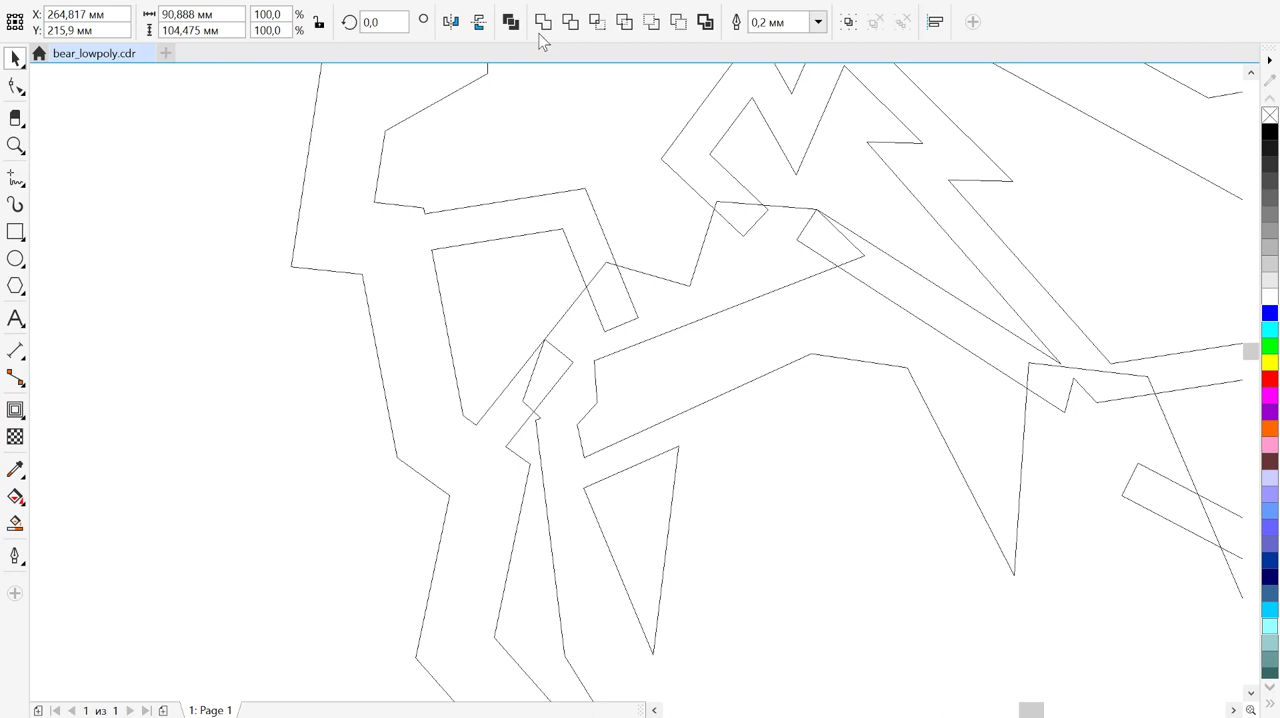 X: 264,817 мм 90,888 мм 100,0 % 0,0 0,2 мм
Y: 215,9 мм 104,475 мм 100,0 %
bear_lowpoly.cdr
1 из 1 1: Page 1